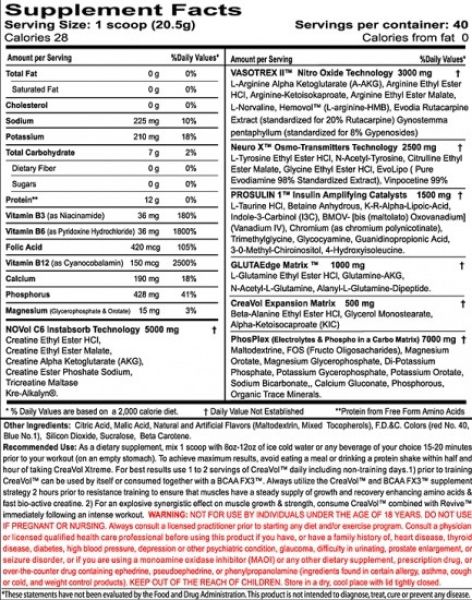 Supplement Facts
Serving Size: 1 scoop (20.5g)
Servings per container: 40
Calories 28
Calories from fat 0
Amount per Serving %Daily Values*
Total Fat 0 g 0%
Saturated Fat 0 g 0%
Cholesterol 0 g 0%
Sodium 225 mg 10%
Potassium 210 mg 18%
Total Carbohydrate 7 g 2%
Dietary Fiber 0 g 0%
Sugars 0 g 0%
Protein** 12 g 0%
Vitamin B3 (as Niacinamide) 36 mg 180%
Vitamin B6 (as Pyridoxine Hydrochloride) 36 mg 1800%
Folic Acid 420 mcg 105%
Vitamin B12 (as Cyanocobalamin) 150 mcg 2500%
Calcium 190 mg 18%
Phosphorus 428 mg 41%
Magnesium (Glycerophosphate & Orotate) 15 mg 3%
NOVol C6 Instabsorb Technology 5000 mg †
Creatine Ethyl Ester HCl,
Creatine Ethyl Ester Malate,
Creatine Alpha Ketoglutarate (AKG),
Creatine Ester Phoshate Sodium,
Tricreatine Maltase
Kre-Alkalyn®.
Amount per Serving %Daily Values*
VASOTREX II™ Nitro Oxide Technology 3000 mg †
L-Arginine Alpha Ketoglutarate (A-AKG), Arginine Ethyl Ester
HCl, Arginine-Ketoisokaproate, Arginine Ethyl Ester Malate,
L-Norvaline, Hemovol™ (L-arginine-HMB), Evodia Rutacarpine
Extract (standardized for 20% Rutacarpine) Gynostemma
pentaphyllum (standardized for 8% Gypenosides)
Neuro X™ Osmo-Transmitters Technology 2500 mg †
L-Tyrosine Ethyl Ester HCl, N-Acetyl-Tyrosine, Citrulline Ethyl
Ester Malate, Glycine Ethyl Ester HCl, EvoLipo ( Pure
Evodiamine 98% Standardized Extract), Vinpocetine 99%
PROSULIN 1™ Insulin Amplifying Catalysts 1500 mg †
L-Taurine HCl, Betaine Anhydrous, K-R-Alpha-Lipoic-Acid,
Indole-3-Carbinol (I3C), BMOV- [bis (maltolato) Oxovanadium]
(Vanadium IV), Chromium (as chromium polynicotinate),
Trimethylglycine, Glycocyamine, Guanidinopropionic Acid,
3-0-Methyl-Chiroinositol, 4-Hydroxyisoleucine.
GLUTAEdge Matrix ™ 1000 mg †
L-Glutamine Ethyl Ester HCl, Glutamine-AKG,
N-Acetyl-L-Glutamine, Alanyl-L-Glutamine-Dipeptide.
CreaVol Expansion Matrix 500 mg †
Beta-Alanine Ethyl Ester HCl, Glycerol Monostearate,
Alpha-Ketoisocaproate (KIC)
PhosPlex (Electrolytes & Phospho in a Carbo Matrix) 7000 mg †
Maltodextrine, FOS (Fructo Oligosacharides), Magnesium
Orotate, Magnesium Glycerophosphate, Di-Potassium
Phosphate, Potassium Glycerophosphate, Potassium Orotate,
Sodium Bicarbonate,, Calcium Gluconate, Phosphorous,
Organic Trace Minerals.
* % Daily Values are based on a 2,000 calorie diet. † Daily Value Not Established **Protein from Free Form Amino Acids
Other Ingredients: Citric Acid, Malic Acid, Natural and Artificial Flavors (Maltodextrin, Mixed Tocopherols), F.D.&C. Colors (red No. 40,
Blue No.1), Silicon Dioxide, Sucralose, Beta Carotene.
Recommended Use: As a dietary supplement, mix 1 scoop with 8oz-12oz of ice cold water or any beverage of your choice 15-20 minutes
prior to your workout (on an empty stomach). To achieve maximum results, avoid eating a meal or drinking a protein shake within half and
hour of taking CreaVol Xtreme. For best results use 1 to 2 servings of CreaVol™ daily including non-training days.1) prior to training
CreaVol™ can be used by itself or consumed together with a BCAA FX3™. Always utilize the CreaVol™ and BCAA FX3™ supplement
strategy 2 hours prior to resistance training to ensure that muscles have a steady supply of growth and recovery enhancing amino acids &
fast bio-active creatine. 2) For an explosive synergistic effect on muscle growth & strength, consume CreaVol™ combined with Revive™
immediately following an intense workout. WARNING: NOT FOR USE BY INDIVIDUALS UNDER THE AGE OF 18 YEARS. DO NOT USE
IF PREGNANT OR NURSING. Always consult a licensed practitioner prior to starting any diet and/or exercise program. Consult a physician
or licensed qualified health care professional before using this product if you have, or have a family history of, heart disease, thyroid
disease, diabetes, high blood pressure, depression or other psychiatric condition, glaucoma, difficulty in urinating, prostate enlargement, or
seizure disorder, or if you are using a monoamine oxidase inhibitor (MAOI) or any other dietary supplement, prescription drug, or
over-the-counter drug containing ephedrine, pseudoephedrine, or phenylpropanolamine (ingredients found in certain allergy, asthma, cough
or cold, and weight control products). KEEP OUT OF THE REACH OF CHILDREN. Store in a dry, cool place with lid tightly closed.
*These statements have not been evaluated by the Food and Drug Administration. This product is not intended to diagnose, treat, cure or prevent any disease.